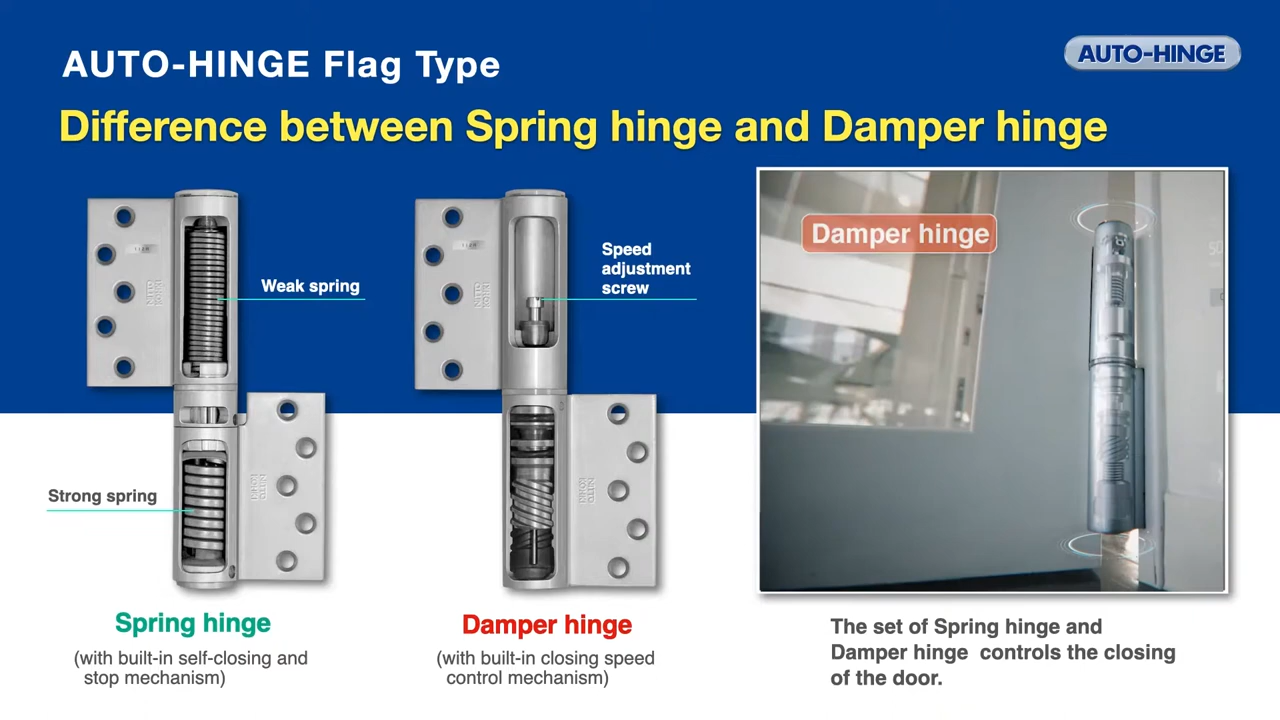 AUTO-HINGE Flag Type
AUTO-HINGE
Difference between Spring hinge and Damper hinge
Damper hinge
Weak spring
Speed
adjustment
screw
Strong spring
Spring hinge
(with built-in self-closing and
stop mechanism)
Damper hinge
(with built-in closing speed
control mechanism)
The set of Spring hinge and
Damper hinge controls the closing
of the door.